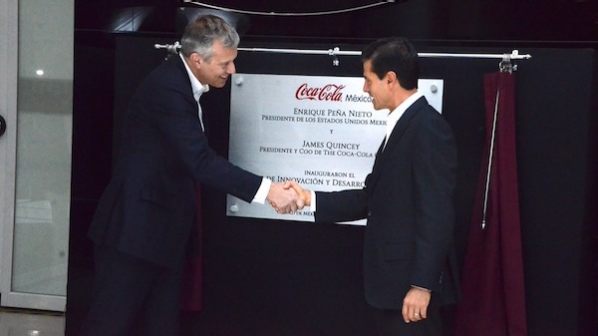 Coca-Cola México
Enrique Peña Nieto
Presidente de los Estados Unidos Mexic
y
James Quincey
Presidente y COO de The Coca-Cola C
inauguraron el
de Innovación y Desarro